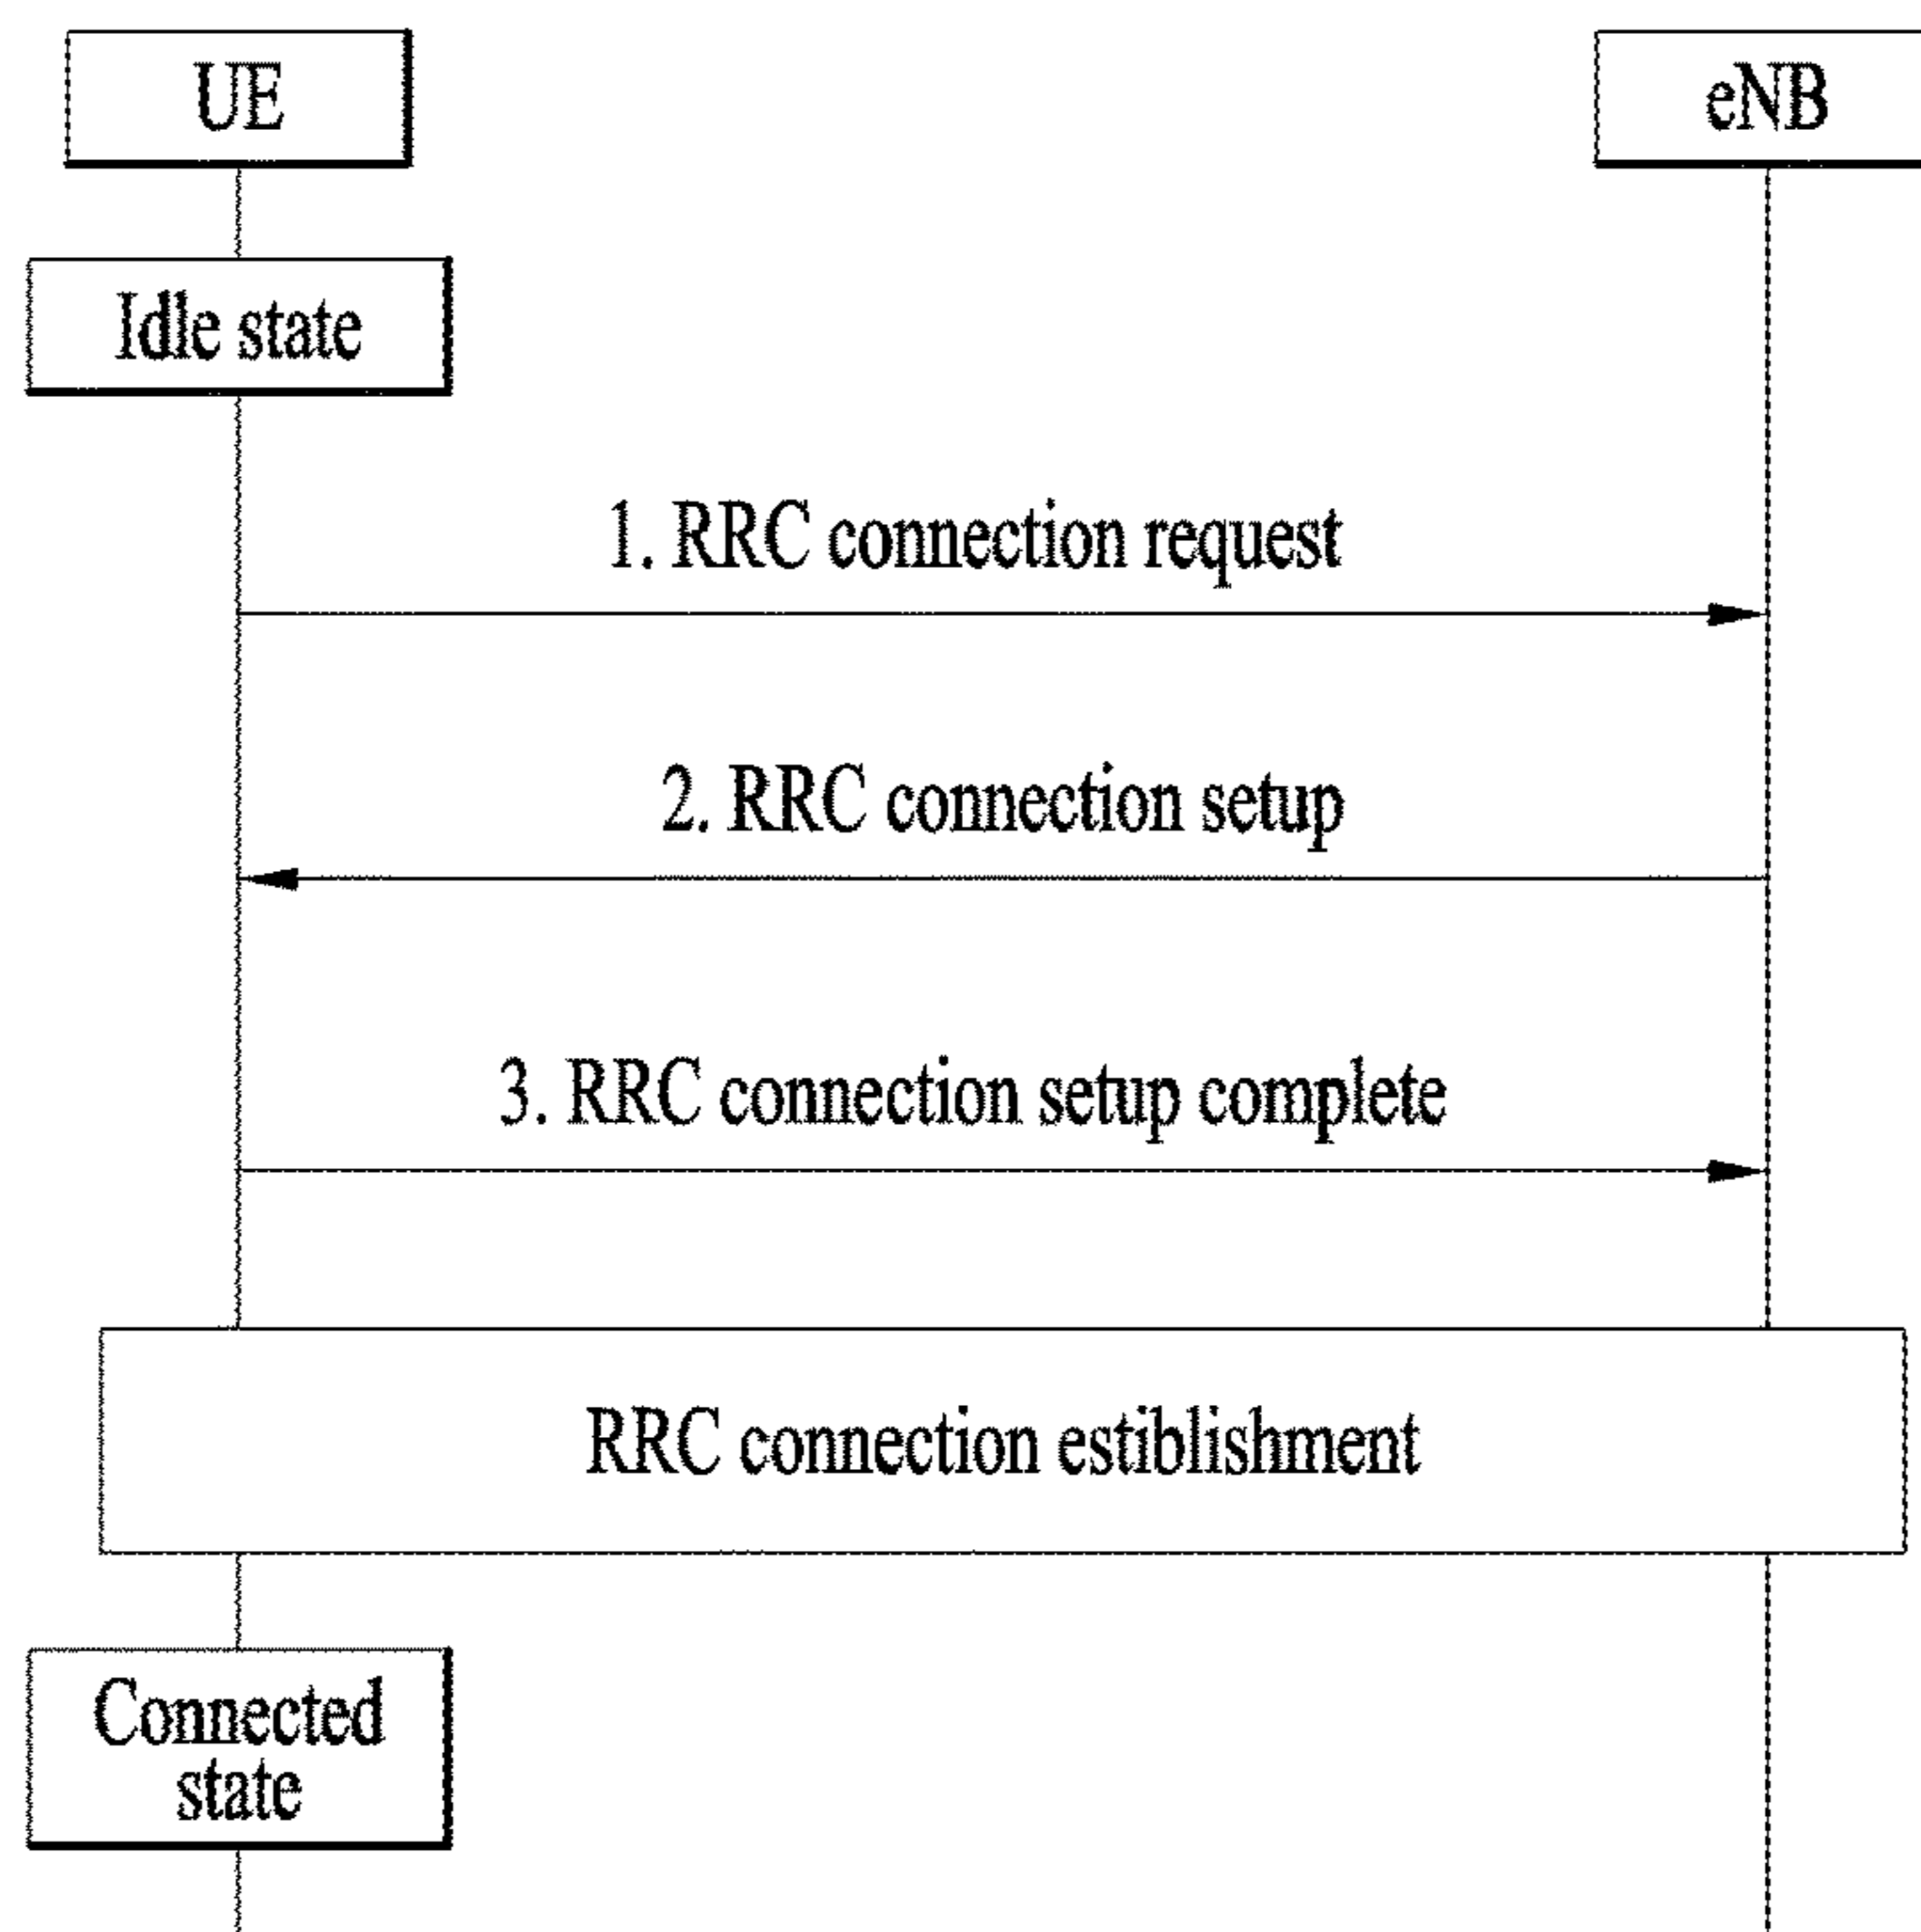 UE
eNB
Idle state
1. RRC connection request
2. RRC connection setup
3. RRC connection setup complete
RRC connection estiblishment
Connected
state